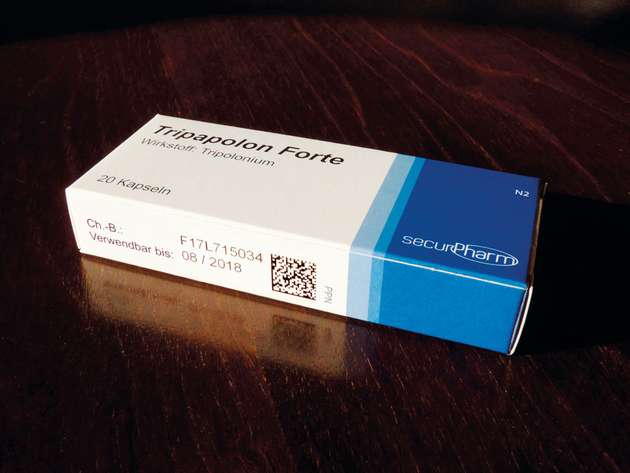 Tripapolon Forte
Wirkstoff: Tripolonium
20 Kapseln
N2
securPharm
Ch.-B.: F17L715034
Verwendbar bis: 08 / 2018
PPN